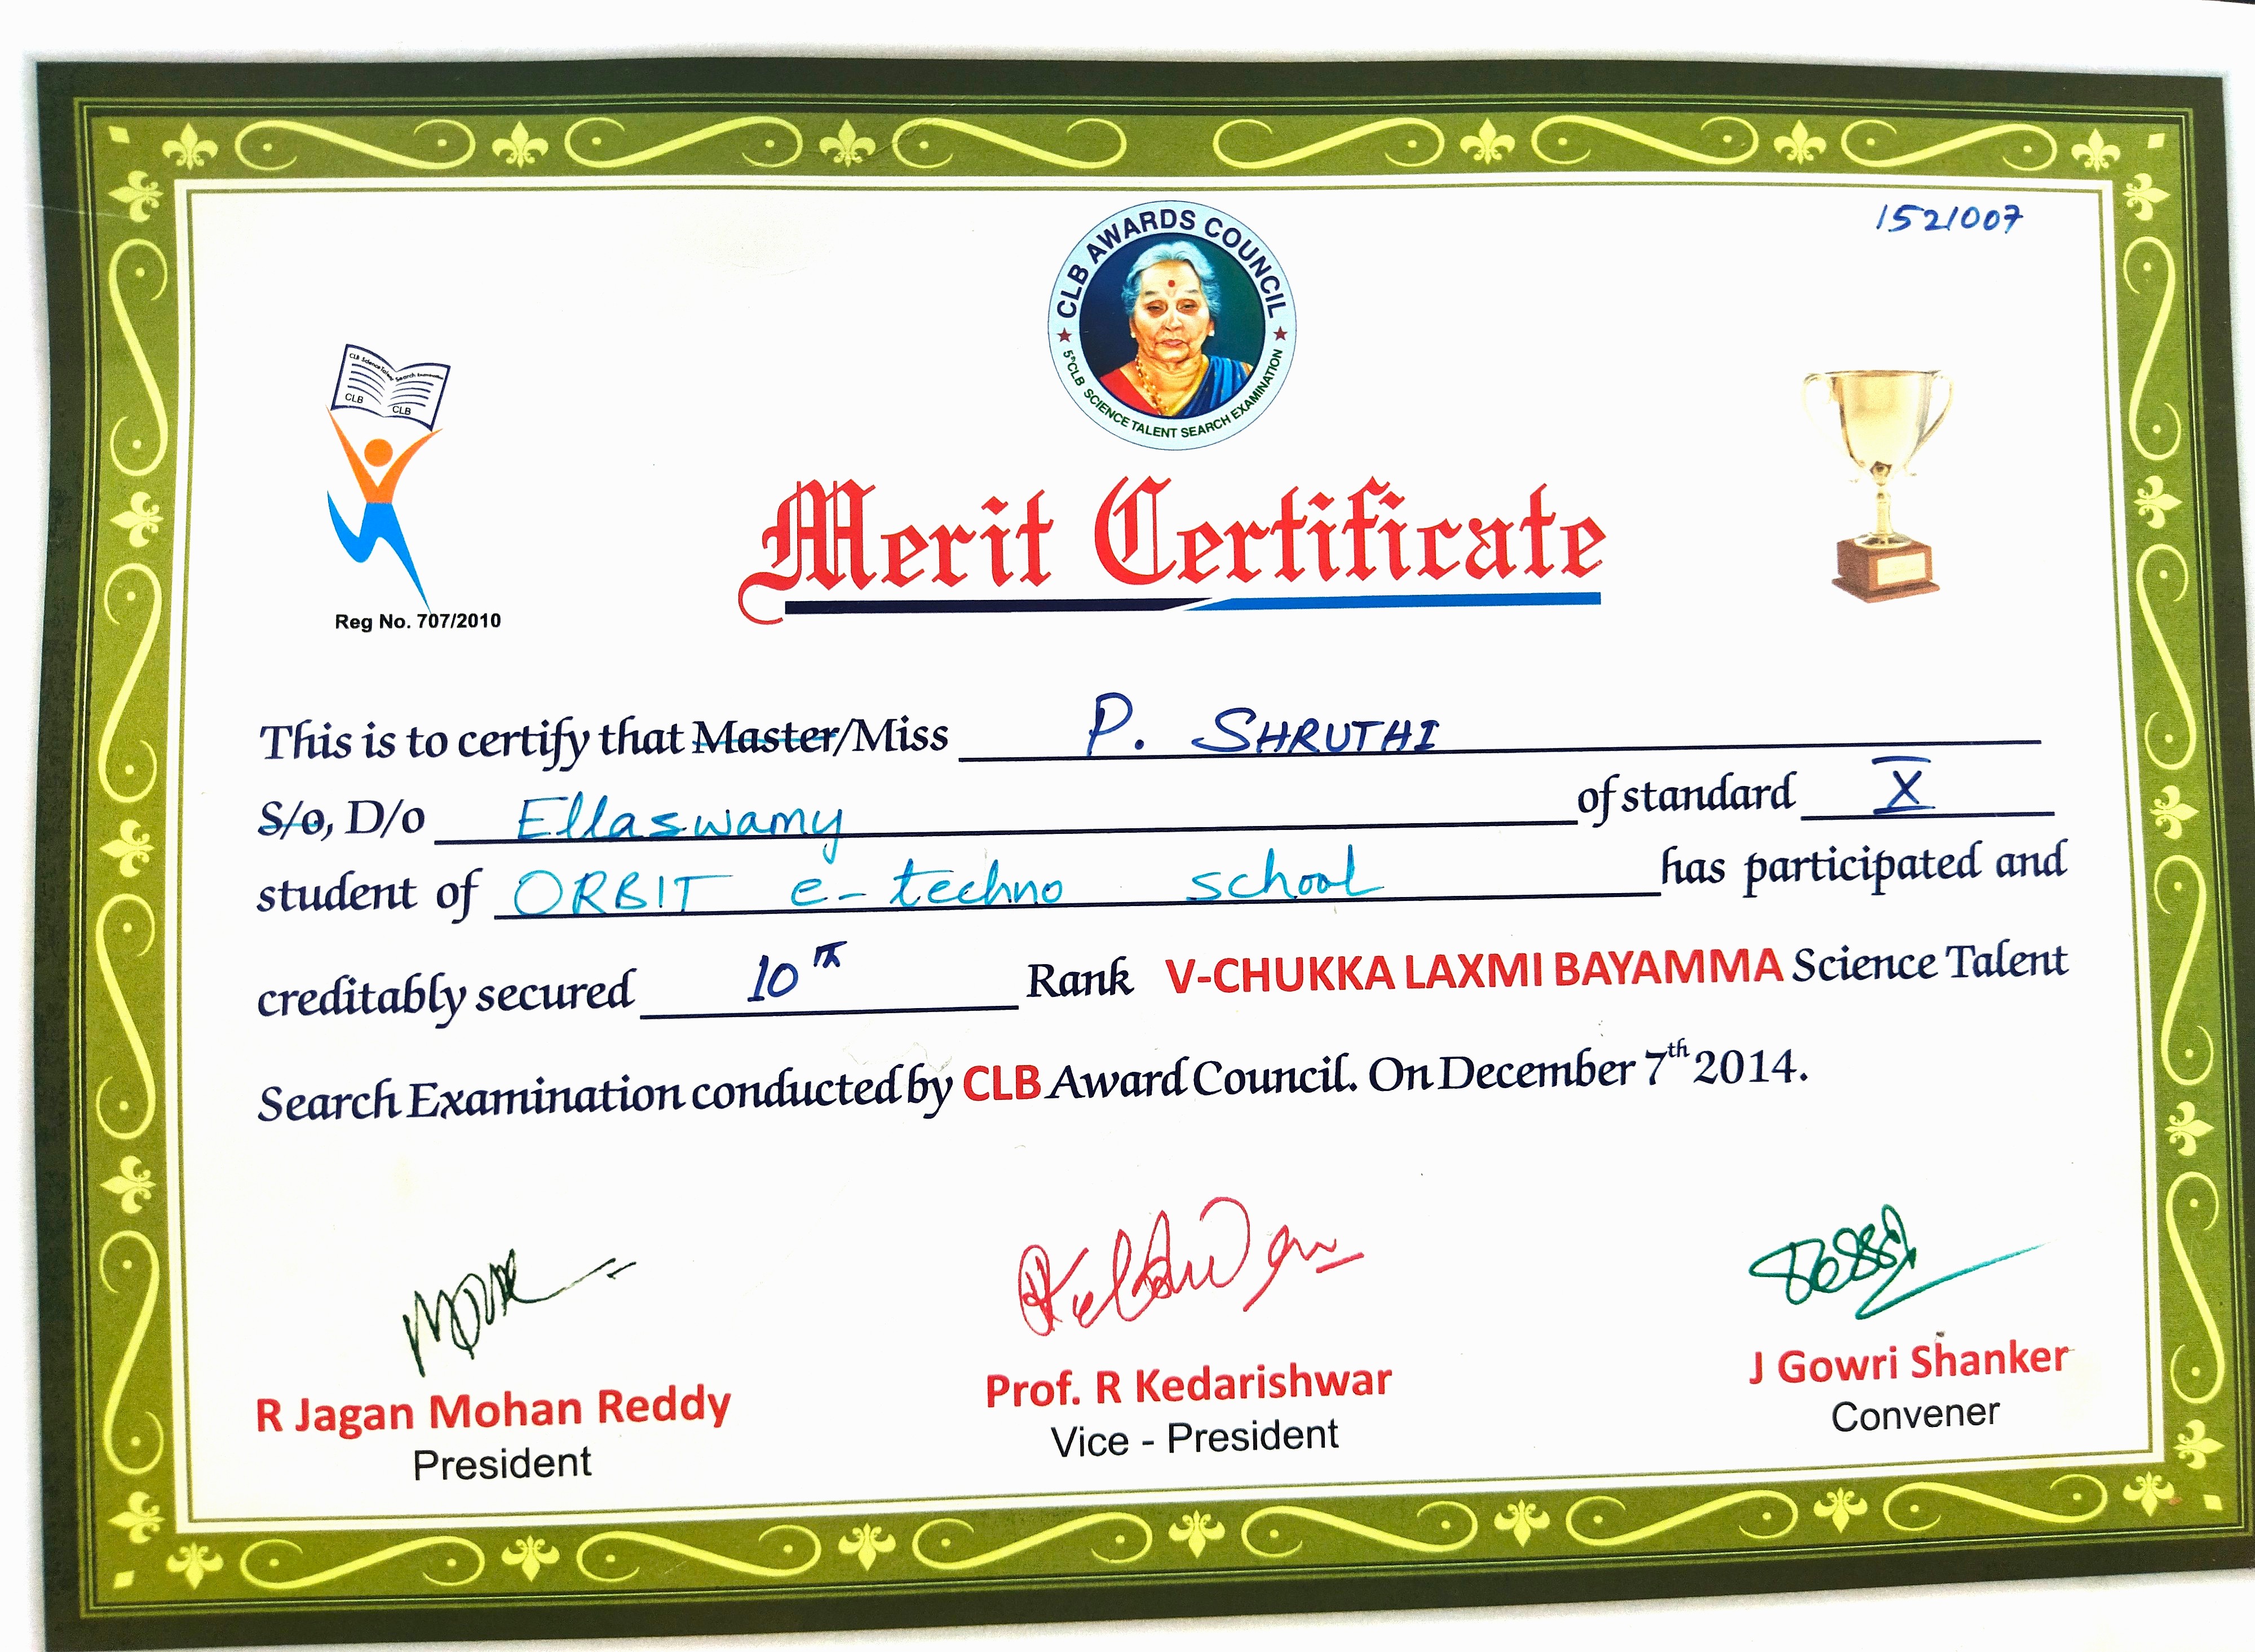 1521007
CLB AWARDS COUNCIL
5th CLB SCIENCE TALENT SEARCH EXAMINATION
CLB Science Talent Search Examination
CLB CLB
Merit Certificate
Reg No. 707/2010
This is to certify that Master/Miss P. SHRUTHI
S/o, D/o Ellaswamy of standard X
student of ORBIT e-techno school has participated and
creditably secured 10th Rank V-CHUKKA LAXMI BAYAMMA Science Talent
Search Examination conducted by CLB Award Council. On December 7th 2014.
R Jagan Mohan Reddy Prof. R Kedarishwar J Gowri Shanker
President Vice - President Convener